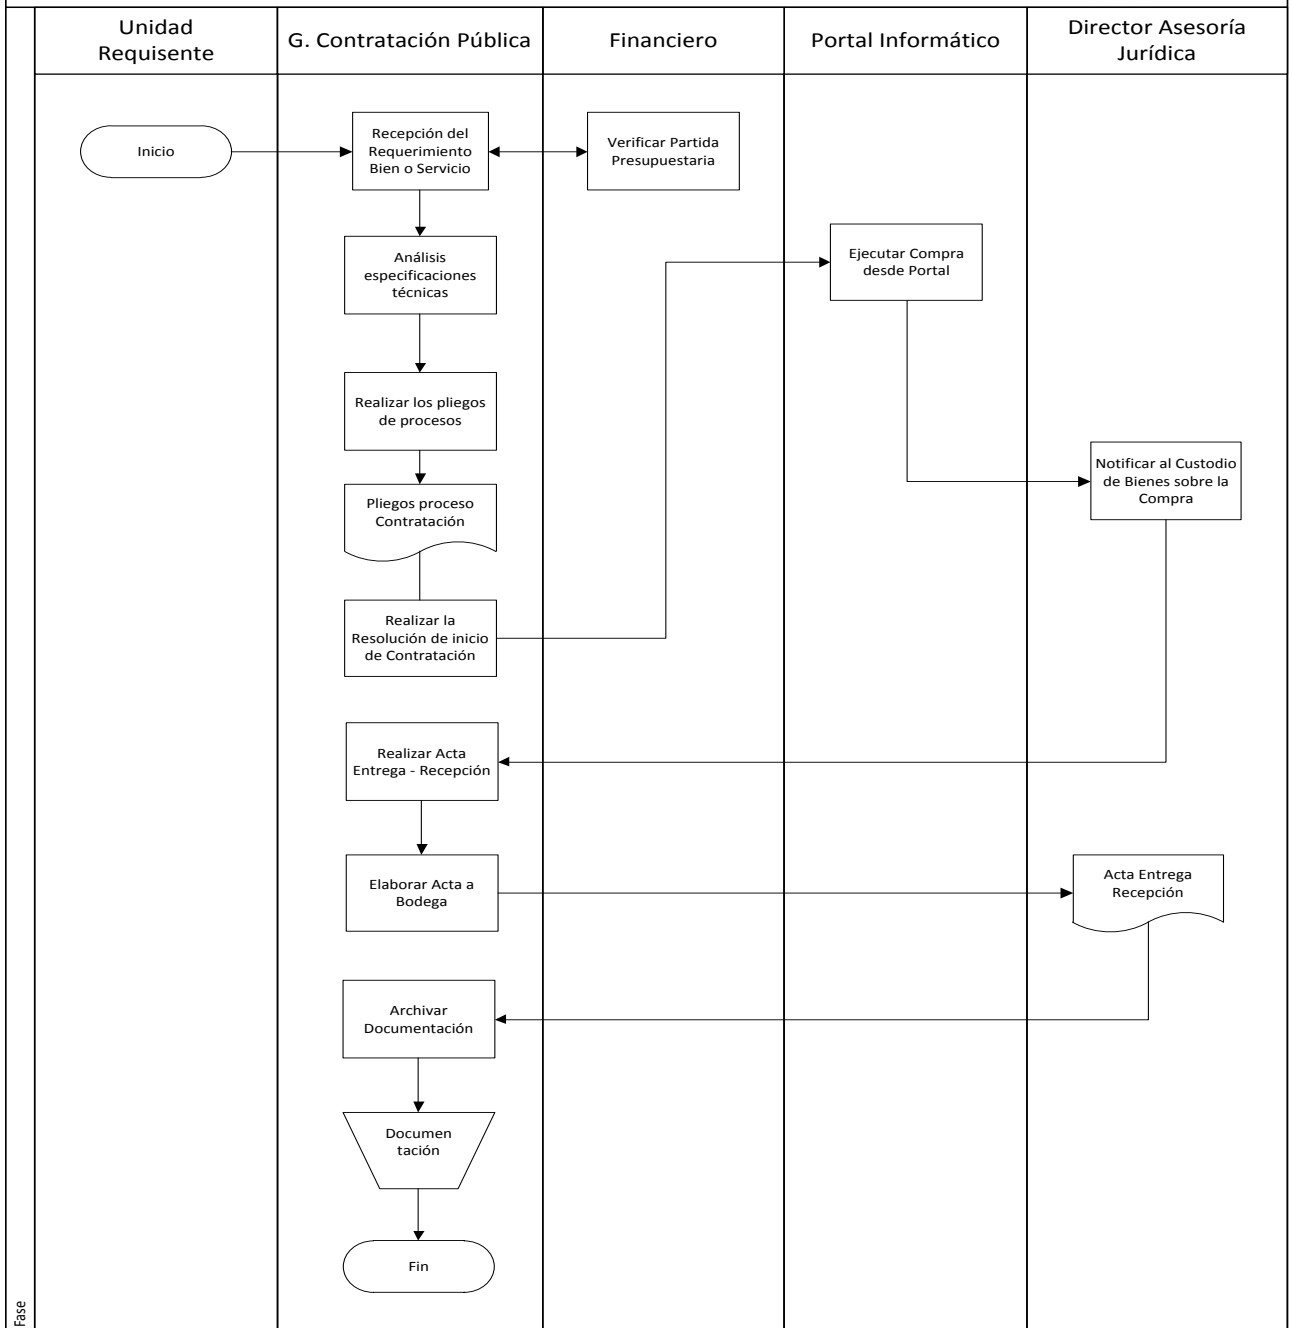 Unidad
Requisente
G. Contratación Pública
Financiero
Portal Informático
Director Asesoría
Jurídica
Inicio
Recepción del
Requerimiento
Bien o Servicio
Verificar Partida
Presupuestaria
Análisis
especificaciones
técnicas
Ejecutar Compra
desde Portal
Realizar los pliegos
de procesos
Notificar al Custodio
de Bienes sobre la
Compra
Pliegos proceso
Contratación
Realizar la
Resolución de inicio
de Contratación
Realizar Acta
Entrega - Recepción
Elaborar Acta a
Bodega
Acta Entrega
Recepción
Archivar
Documentación
Documen
tación
Fin
Fase